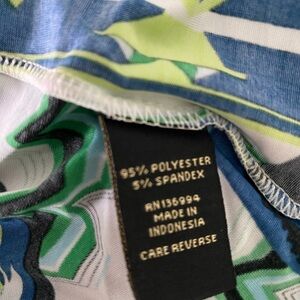 95% POLYESTER
5% SPANDEX
RN136994
MADE IN
INDONESIA
CARE REVERSE